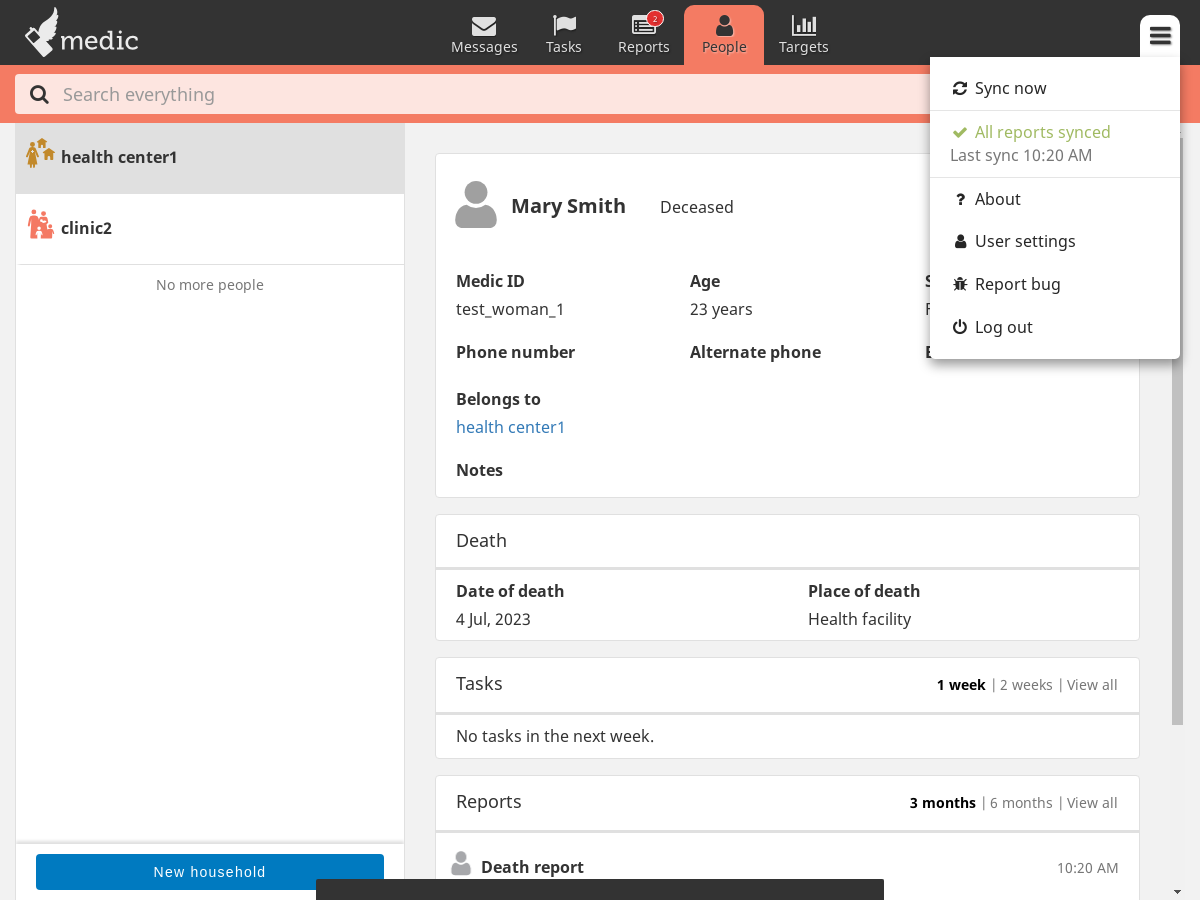 medic
Messages
Tasks
Reports
2
People
Targets
Search everything
Sync now
All reports synced
Last sync 10:20 AM
? About
User settings
Report bug
Log out
health center1
clinic2
No more people
New household
Mary Smith
Deceased
Medic ID
test_woman_1
Age
23 years
Phone number
Alternate phone
Belongs to
health center1
Notes
Death
Date of death
4 Jul, 2023
Place of death
Health facility
Tasks
1 week | 2 weeks | View all
No tasks in the next week.
Reports
3 months | 6 months | View all
Death report
10:20 AM